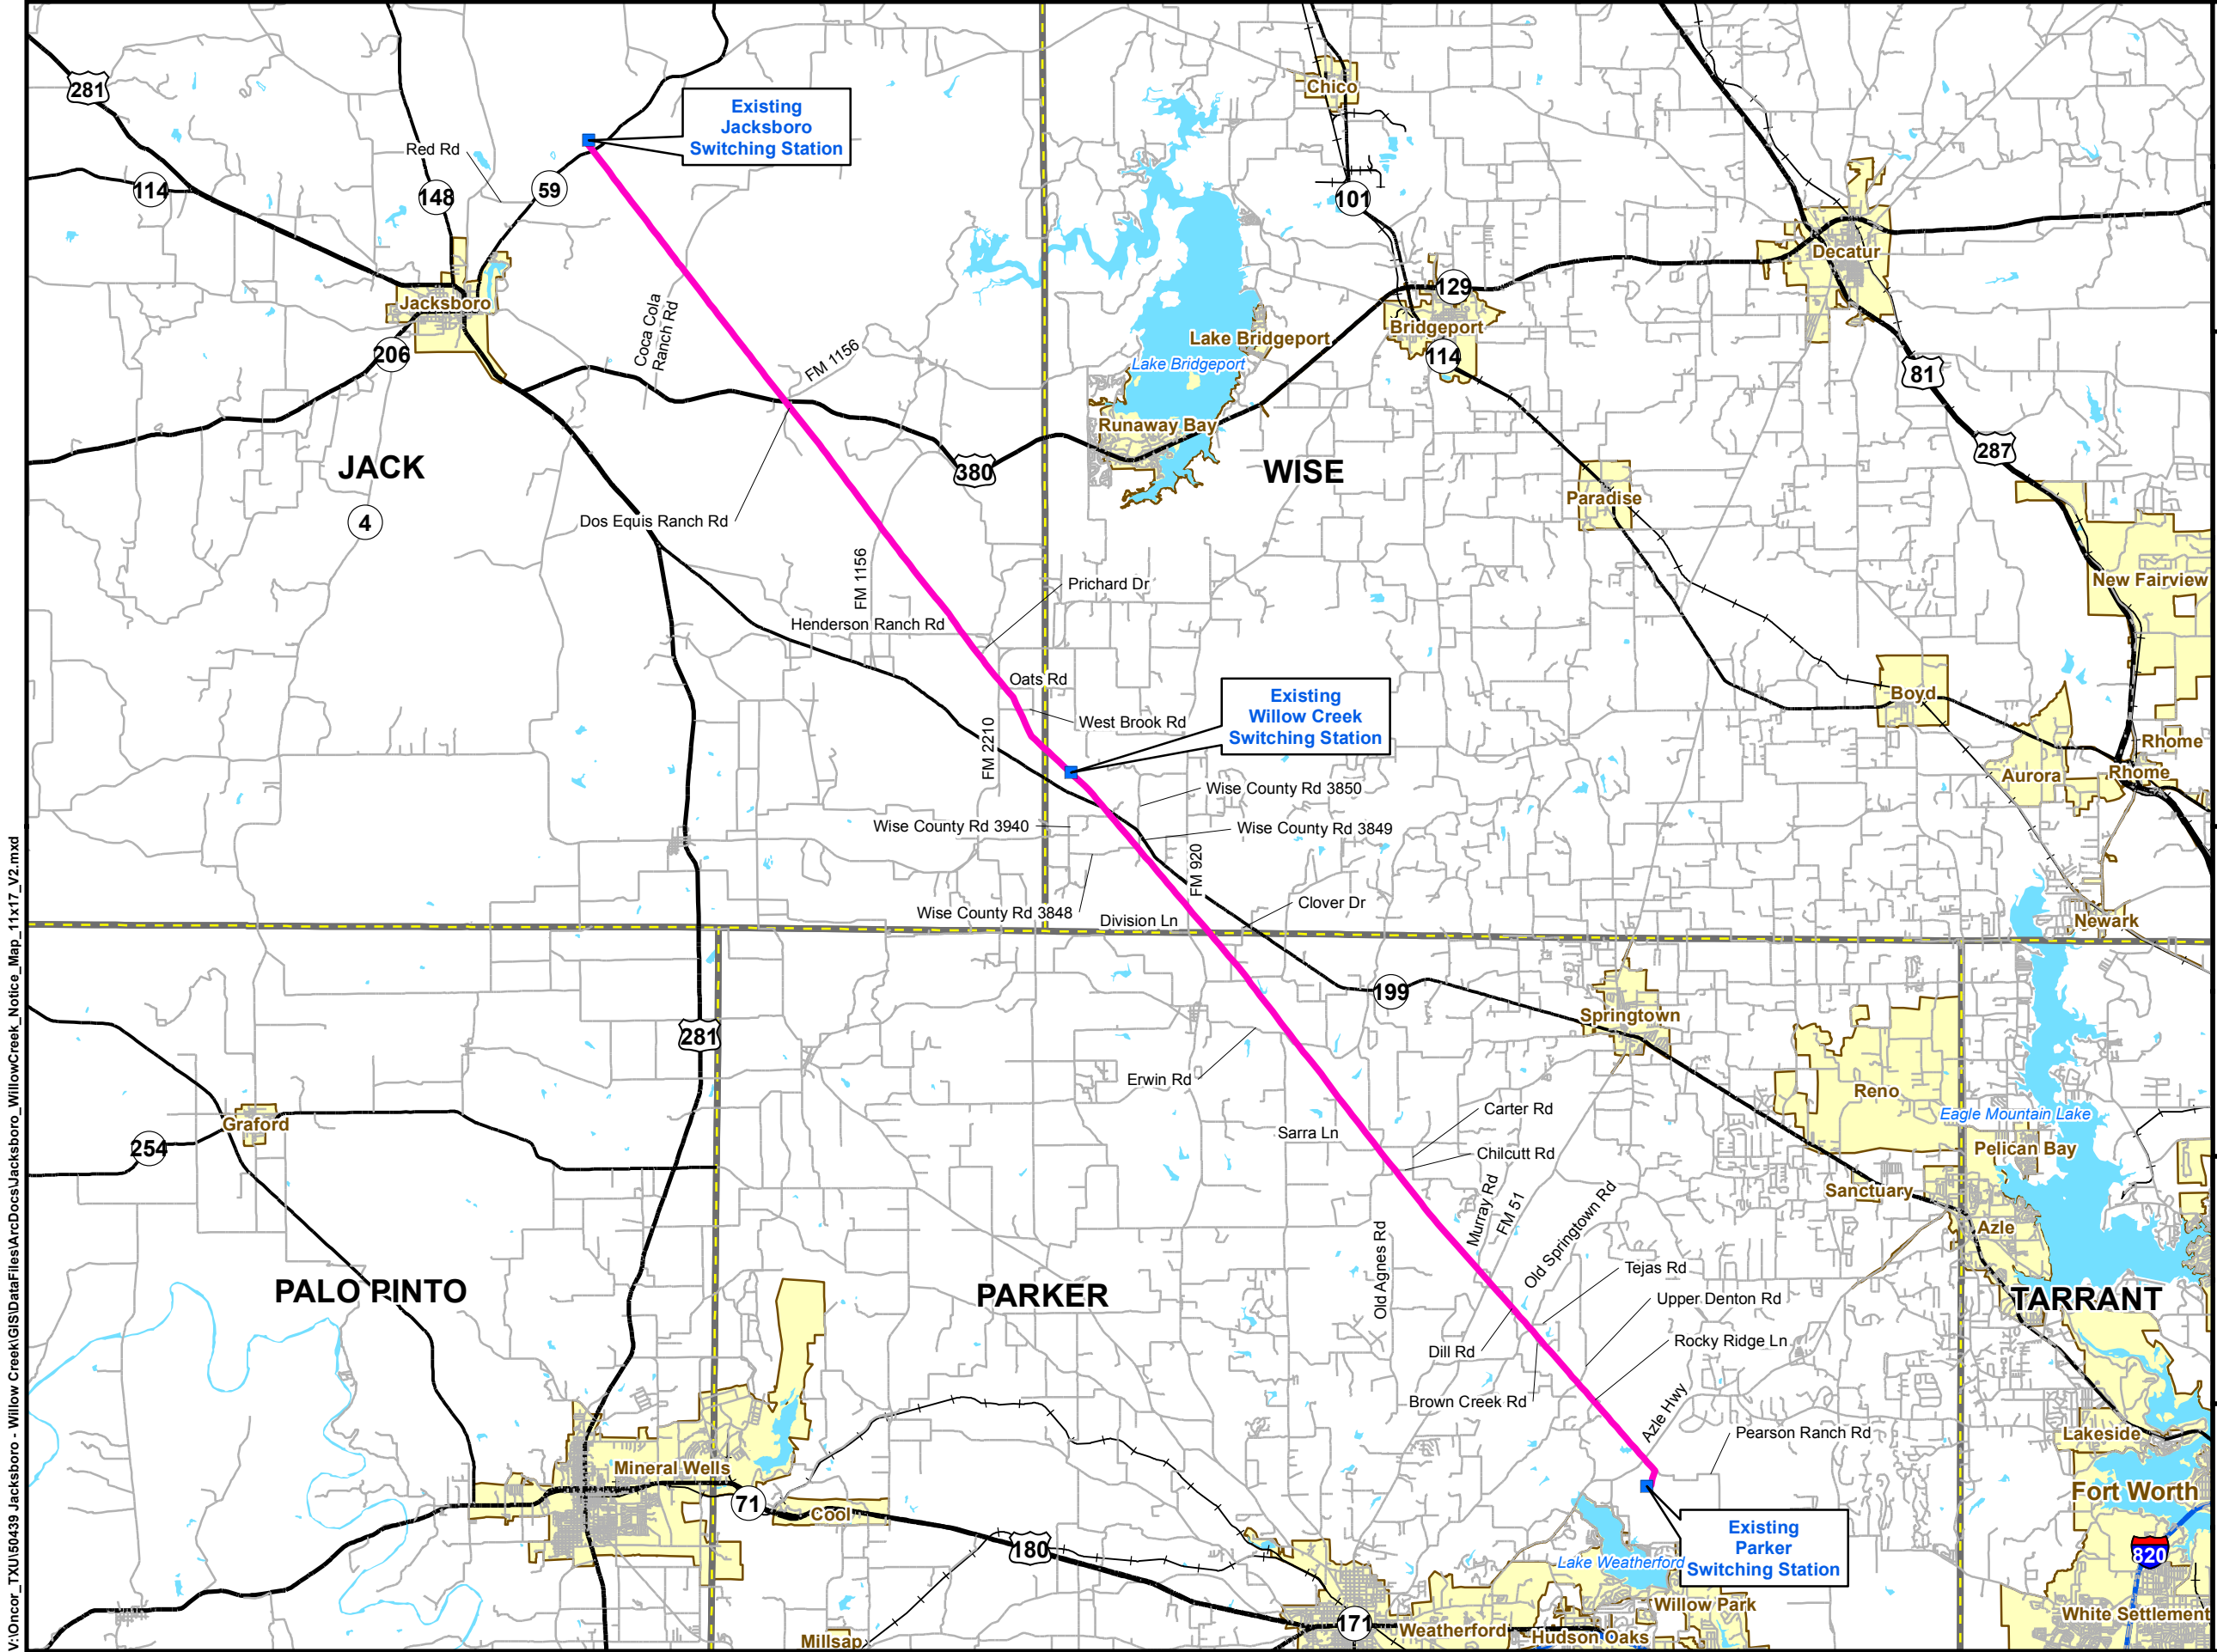 281
Chico
Existing
Jacksboro
Switching Station
Red Rd
114
148
59
101
Decatur
129
Jacksboro
Coca Cola
Ranch Rd
Lake Bridgeport
Bridgeport
206
FM 1156
Lake Bridgeport
114
81
Runaway Bay
287
JACK
380
WISE
Paradise
4
Dos Equis Ranch Rd
FM 1156
Prichard Dr
New Fairview
Henderson Ranch Rd
Oats Rd
Existing
Willow Creek
Switching Station
Boyd
West Brook Rd
FM 2210
Rhome
Aurora
Rhome
Wise County Rd 3850
Wise County Rd 3940
Wise County Rd 3849
FM 920
Wise County Rd 3848
Division Ln
Clover Dr
Newark
199
Springtown
281
Erwin Rd
Reno
Eagle Mountain Lake
Graford
Carter Rd
254
Sarra Ln
Chilcutt Rd
Pelican Bay
Sanctuary
Murray Rd
FM 51
Old Springtown Rd
Azle
Old Agnes Rd
Tejas Rd
PALO PINTO
PARKER
Upper Denton Rd
TARRANT
Rocky Ridge Ln
Dill Rd
Brown Creek Rd
Azle Hwy
Pearson Ranch Rd
Lakeside
Mineral Wells
Fort Worth
71
Cool
Existing
Parker
Switching Station
180
820
Lake Weatherford
Willow Park
White Settlement
171
Weatherford
Hudson Oaks
Millsap
V:\Oncor_TXU\50439 Jacksboro - Willow Creek\GIS\DataFiles\ArcDocs\Jacksboro_WillowCreek_Notice_Map_11x17_V2.mxd